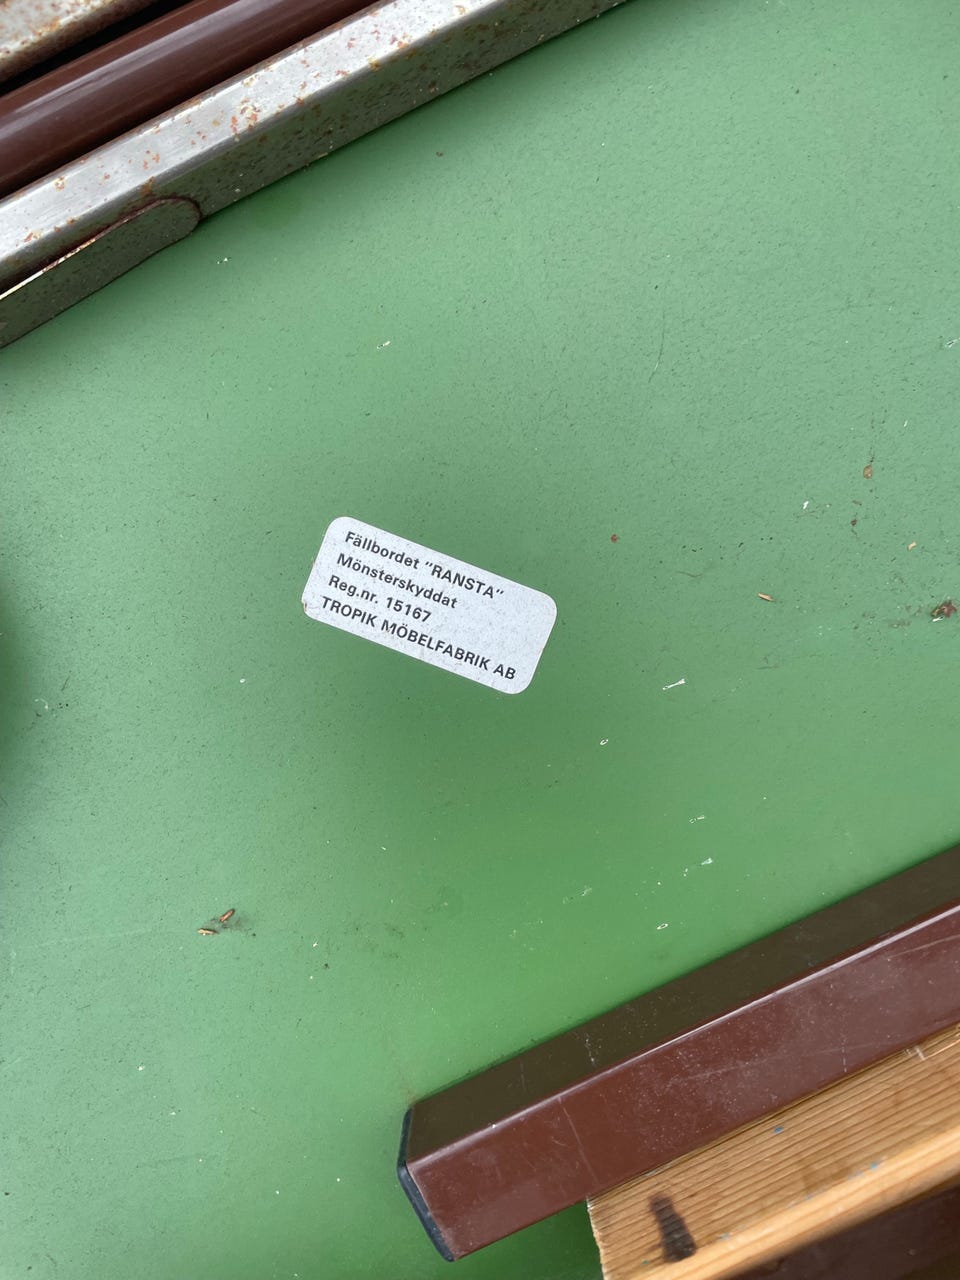 Fällbordet "RANSTA"
Mönsterskyddat
Reg.nr. 15167
TROPIK MÖBELFABRIK AB